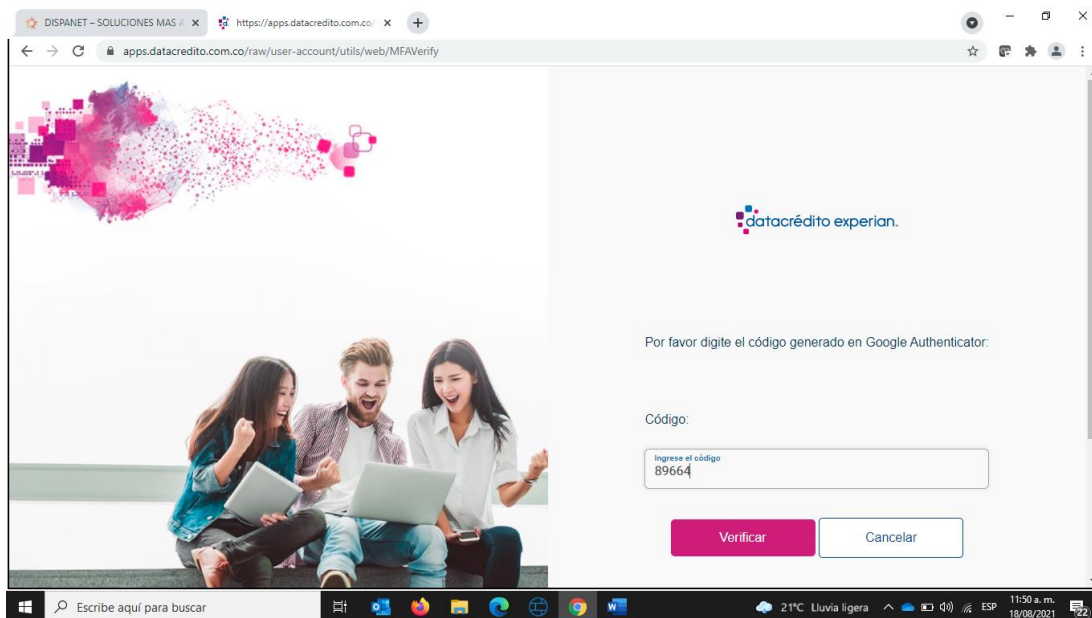 DISPANET – SOLUCIONES MAS A
https://apps.datacredito.com.co/
apps.datacredito.com.co/raw/user-account/utils/web/MFAVerify
datacrédito experian.
Por favor digite el código generado en Google Authenticator:
Código:
Ingrese el código
89664
Verificar
Cancelar
Escribe aquí para buscar
21°C Lluvia ligera
ESP
11:50 a. m.
18/08/2021
22